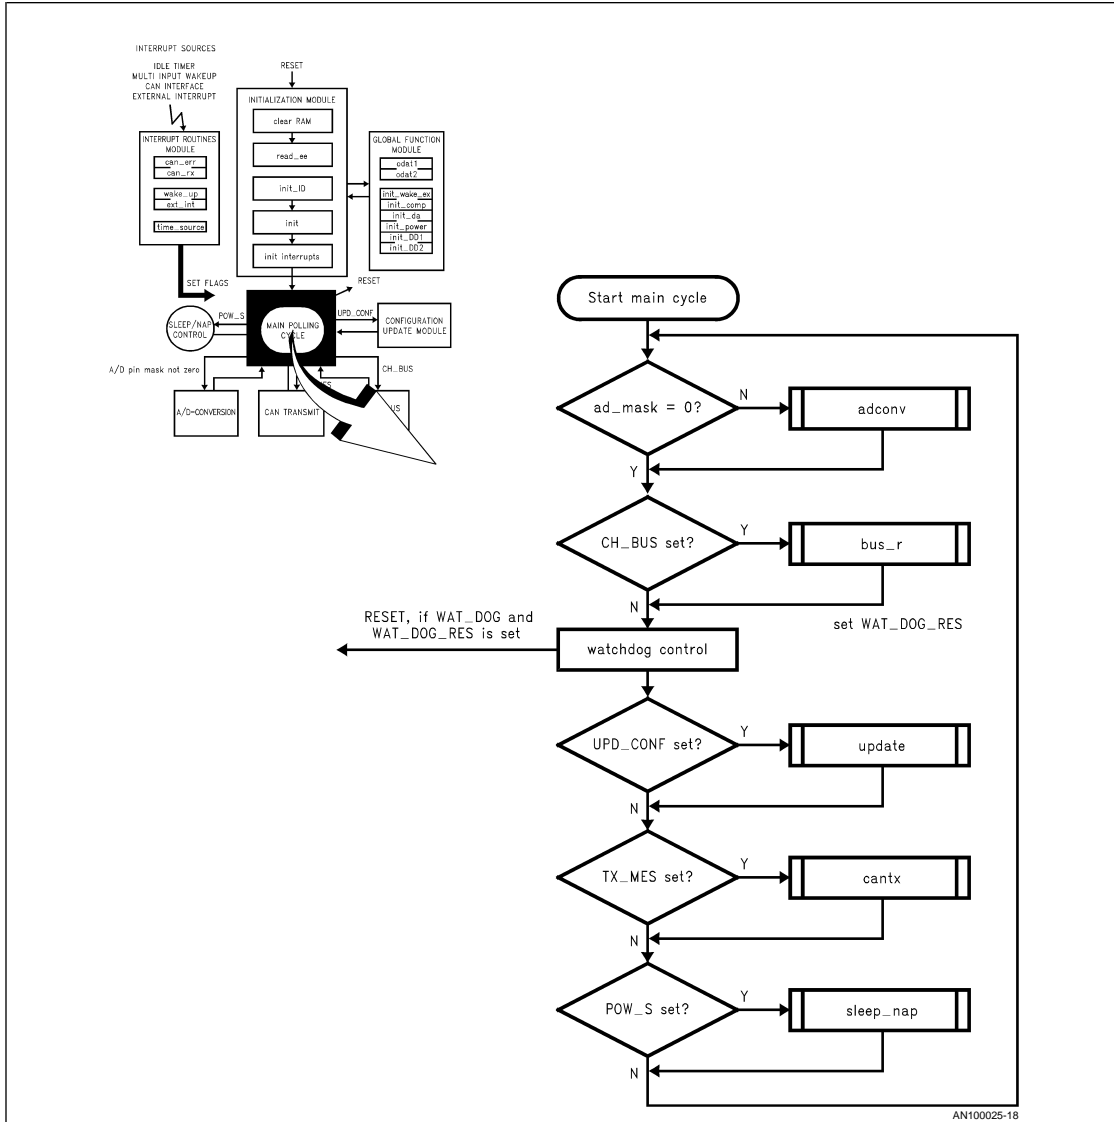 INTERRUPT SOURCES
IDLE TIMER
MULTI INPUT WAKEUP
CAN INTERFACE
EXTERNAL INTERRUPT
RESET
INITIALIZATION MODULE
clear RAM
read_ee
init_ID
init
init interrupts
INTERRUPT ROUTINES
MODULE
can_err
can_rx
wake_up
ext_int
time_source
GLOBAL FUNCTION
MODULE
odat1
odat2
init_wake_ex
init_comp
init_da
init_power
init_DD1
init_DD2
SET FLAGS
RESET
SLEEP/NAP
CONTROL
POW_S
MAIN POLLING
CYCLE
UPD_CONF
CONFIGURATION
UPDATE MODULE
A/D pin mask not zero
CH_BUS
A/D-CONVERSION
CAN TRANSMIT
US
Start main cycle
ad_mask = 0?
N
adconv
Y
CH_BUS set?
Y
bus_r
N
set WAT_DOG_RES
RESET, if WAT_DOG and
WAT_DOG_RES is set
watchdog control
UPD_CONF set?
Y
update
N
TX_MES set?
Y
cantx
N
POW_S set?
Y
sleep_nap
N
AN100025-18